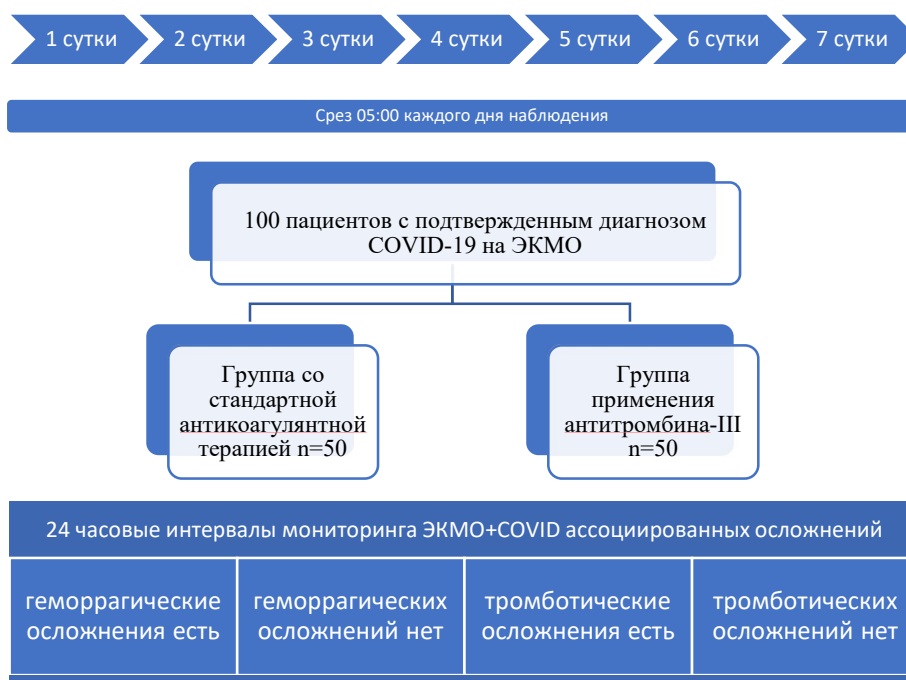 1 сутки 2 сутки 3 сутки 4 сутки 5 сутки 6 сутки 7 сутки
Срез 05:00 каждого дня наблюдения
100 пациентов с подтвержденным диагнозом
COVID-19 на ЭКМО
Группа со
стандартной
антикоагулянтной
терапией n=50
Группа
применения
антитромбина-III
n=50
24 часовые интервалы мониторинга ЭКМО+COVID ассоциированных осложнений
геморрагические
осложнения есть
геморрагических
осложнений нет
тромботические
осложнения есть
тромботических
осложнений нет